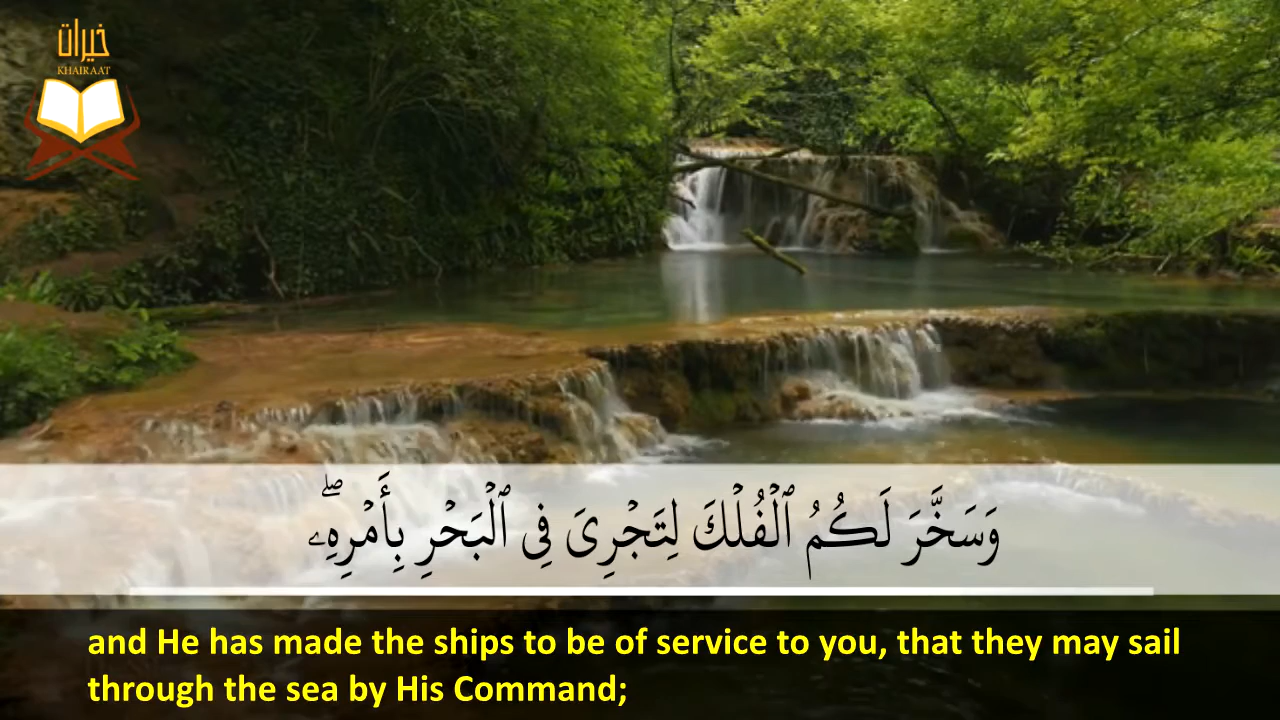 خيرات
KHAIRAAT
وَسَخَّرَ لَكُمُ ٱلْفُلْكَ لِتَجْرِىَ فِى ٱلْبَحْرِ بِأَمْرِهِۦۖ
and He has made the ships to be of service to you, that they may sail
through the sea by His Command;